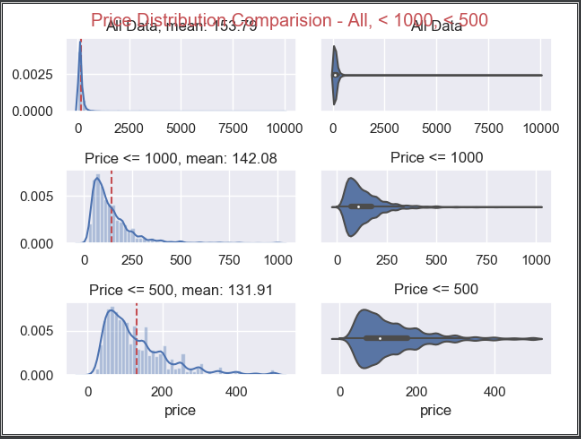 Price Distribution Comparision - All, < 1000, < 500
All Data, mean: 153.79
All Data
0.0025
0.0000
0 2500 5000 7500 10000
0 2500 5000 7500 10000
Price <= 1000, mean: 142.08
Price <= 1000
0.005
0.000
0 250 500 750 1000
0 250 500 750 1000
Price <= 500, mean: 131.91
Price <= 500
0.005
0.000
0 200 400
0 200 400
price
price